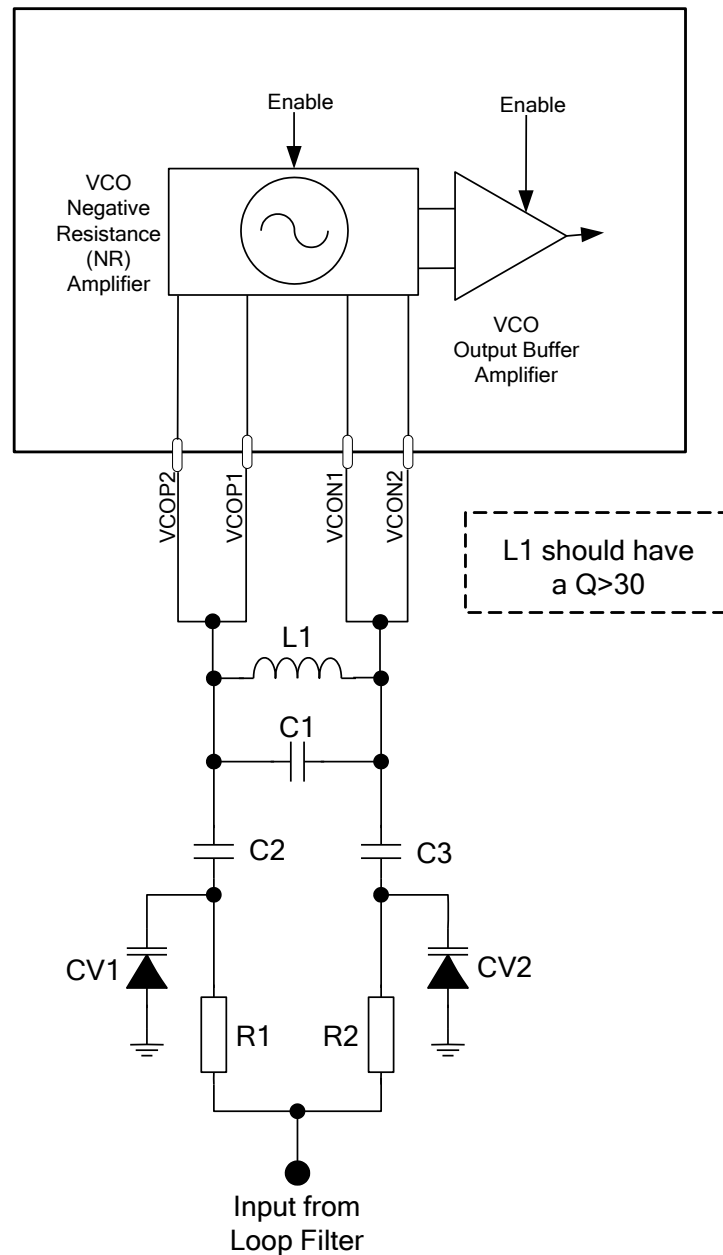 Enable
Enable
VCO
Negative
Resistance
(NR)
Amplifier
VCO
Output Buffer
Amplifier
VCOP2
VCOP1
VCON1
VCON2
L1 should have
a Q>30
L1
C1
C2
C3
CV1
CV2
R1
R2
Input from
Loop Filter